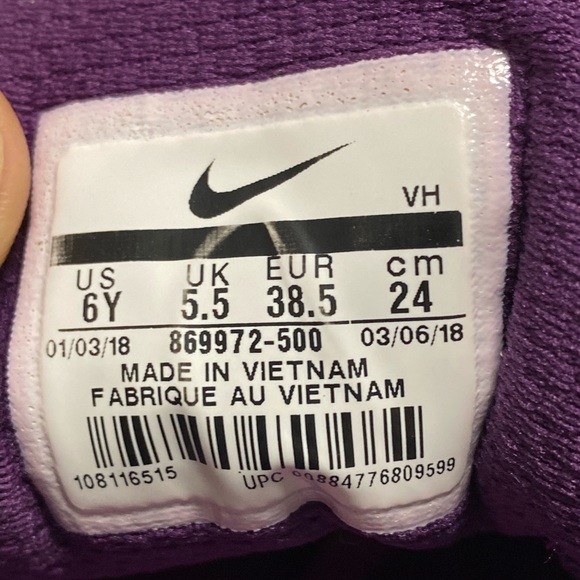 VH
US UK EUR cm
6Y 5.5 38.5 24
01/03/18 869972-500 03/06/18
MADE IN VIETNAM
FABRIQUE AU VIETNAM
108116515 UPC